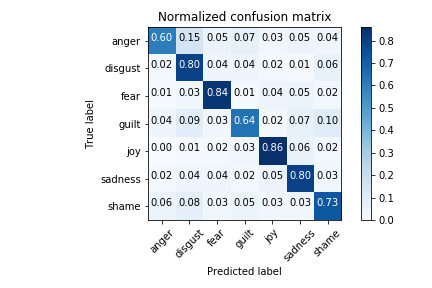 Normalized confusion matrix
True label
anger 0.60 0.15 0.05 0.07 0.03 0.05 0.04
disgust 0.02 0.80 0.04 0.04 0.02 0.01 0.06
fear 0.01 0.03 0.84 0.01 0.04 0.05 0.02
guilt 0.04 0.09 0.03 0.64 0.02 0.07 0.10
joy 0.00 0.01 0.02 0.03 0.86 0.06 0.02
sadness 0.02 0.04 0.04 0.02 0.05 0.80 0.03
shame 0.06 0.08 0.03 0.05 0.03 0.03 0.73
anger disgust fear guilt joy sadness shame
Predicted label
0.8
0.7
0.6
0.5
0.4
0.3
0.2
0.1
0.0